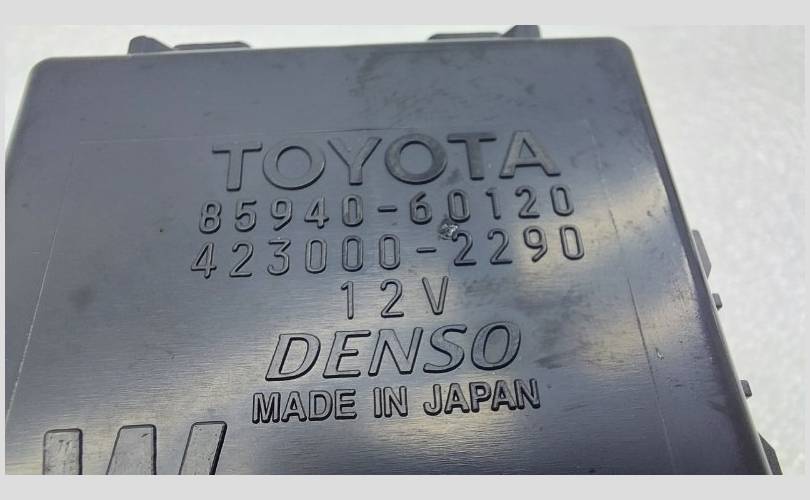 TOYOTA
85940-60120
423000-2290
12V
DENSO
MADE IN JAPAN
W